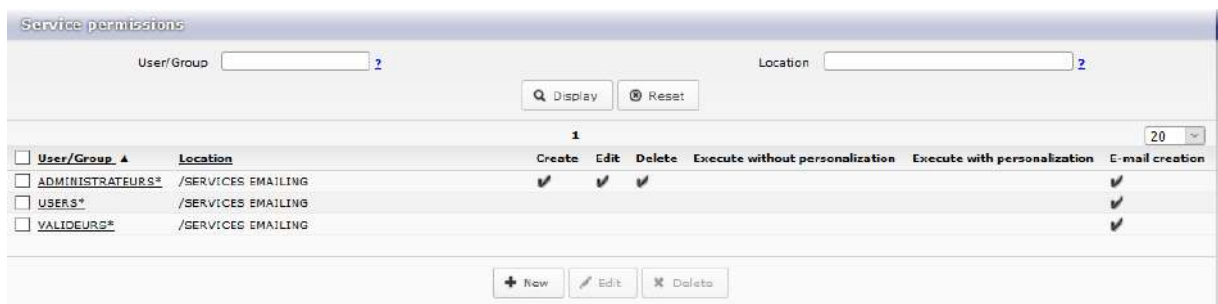 Service permissions
User/Group ? Location ?
Display Reset
1 20
User/Group ▲ Location Create Edit Delete Execute without personalization Execute with personalization E-mail creation
ADMINISTRATEURS* /SERVICES EMAILING ✔ ✔ ✔ ✔
USERS* /SERVICES EMAILING ✔
VALIDEURS* /SERVICES EMAILING ✔
New Edit Delete